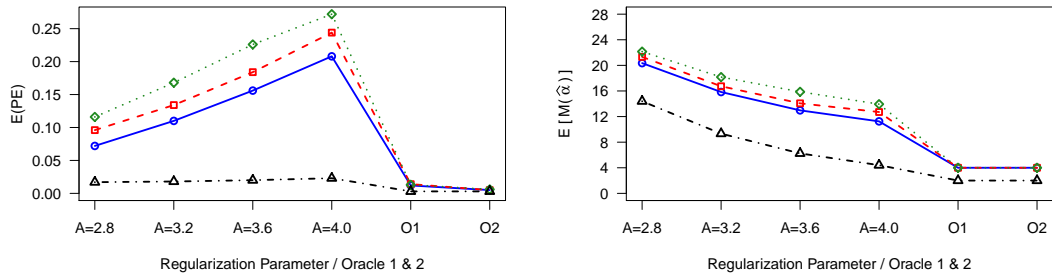 E(PE)
0.25
0.20
0.15
0.10
0.05
0.00
A=2.8 A=3.2 A=3.6 A=4.0 O1 O2
Regularization Parameter / Oracle 1 & 2
E [ M(α̂) ]
28
24
20
16
12
8
4
0
A=2.8 A=3.2 A=3.6 A=4.0 O1 O2
Regularization Parameter / Oracle 1 & 2